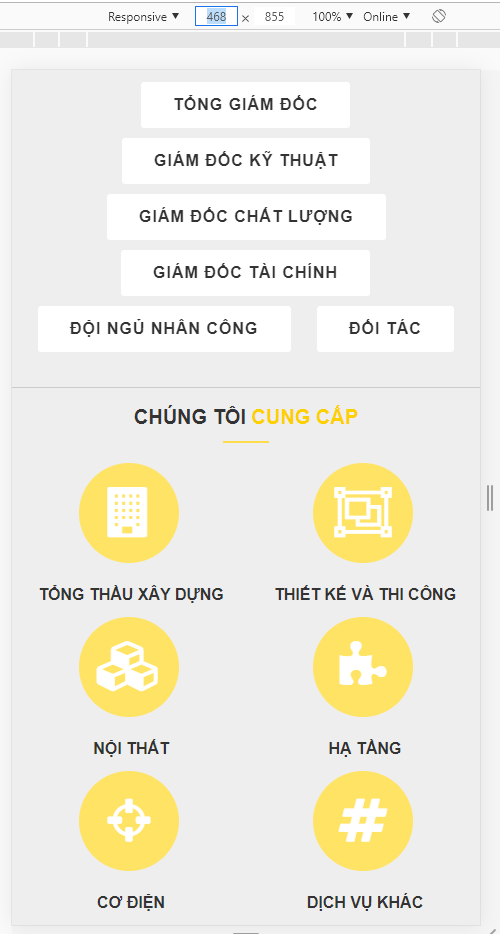 Responsive ▼ 468 × 855 100% ▼ Online ▼
TỔNG GIÁM ĐỐC
GIÁM ĐỐC KỸ THUẬT
GIÁM ĐỐC CHẤT LƯỢNG
GIÁM ĐỐC TÀI CHÍNH
ĐỘI NGŨ NHÂN CÔNG ĐỐI TÁC
CHÚNG TÔI CUNG CẤP
TỔNG THẦU XÂY DỰNG THIẾT KẾ VÀ THI CÔNG
NỘI THẤT HẠ TẦNG
CƠ ĐIỆN DỊCH VỤ KHÁC